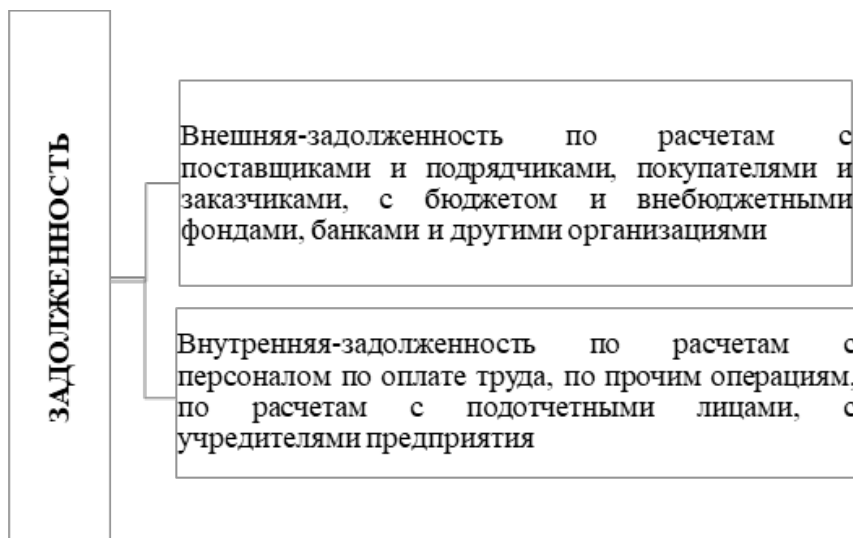 ЗАДОЛЖЕННОСТЬ
Внешняя-задолженность по расчетам с
поставщиками и подрядчиками, покупателями и
заказчиками, с бюджетом и внебюджетными
фондами, банками и другими организациями
Внутренняя-задолженность по расчетам с
персоналом по оплате труда, по прочим операциям,
по расчетам с подотчетными лицами, с
учредителями предприятия